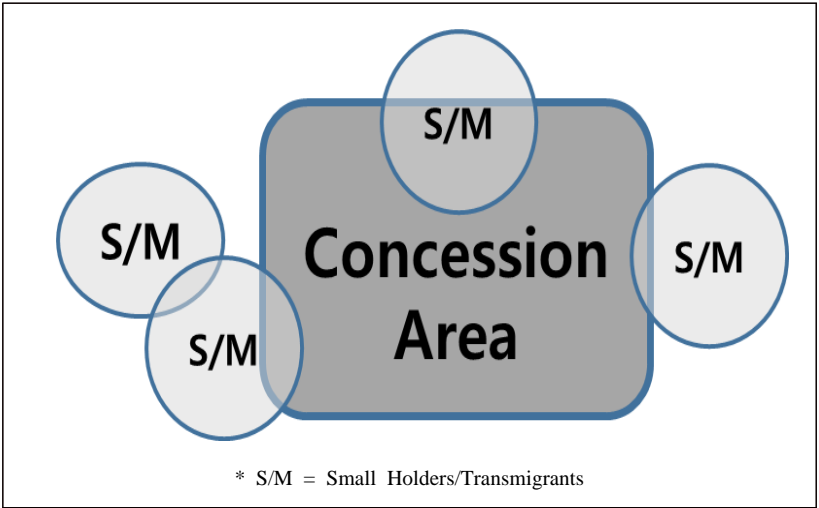 S/M
S/M
Concession
Area
S/M
S/M
* S/M = Small Holders/Transmigrants